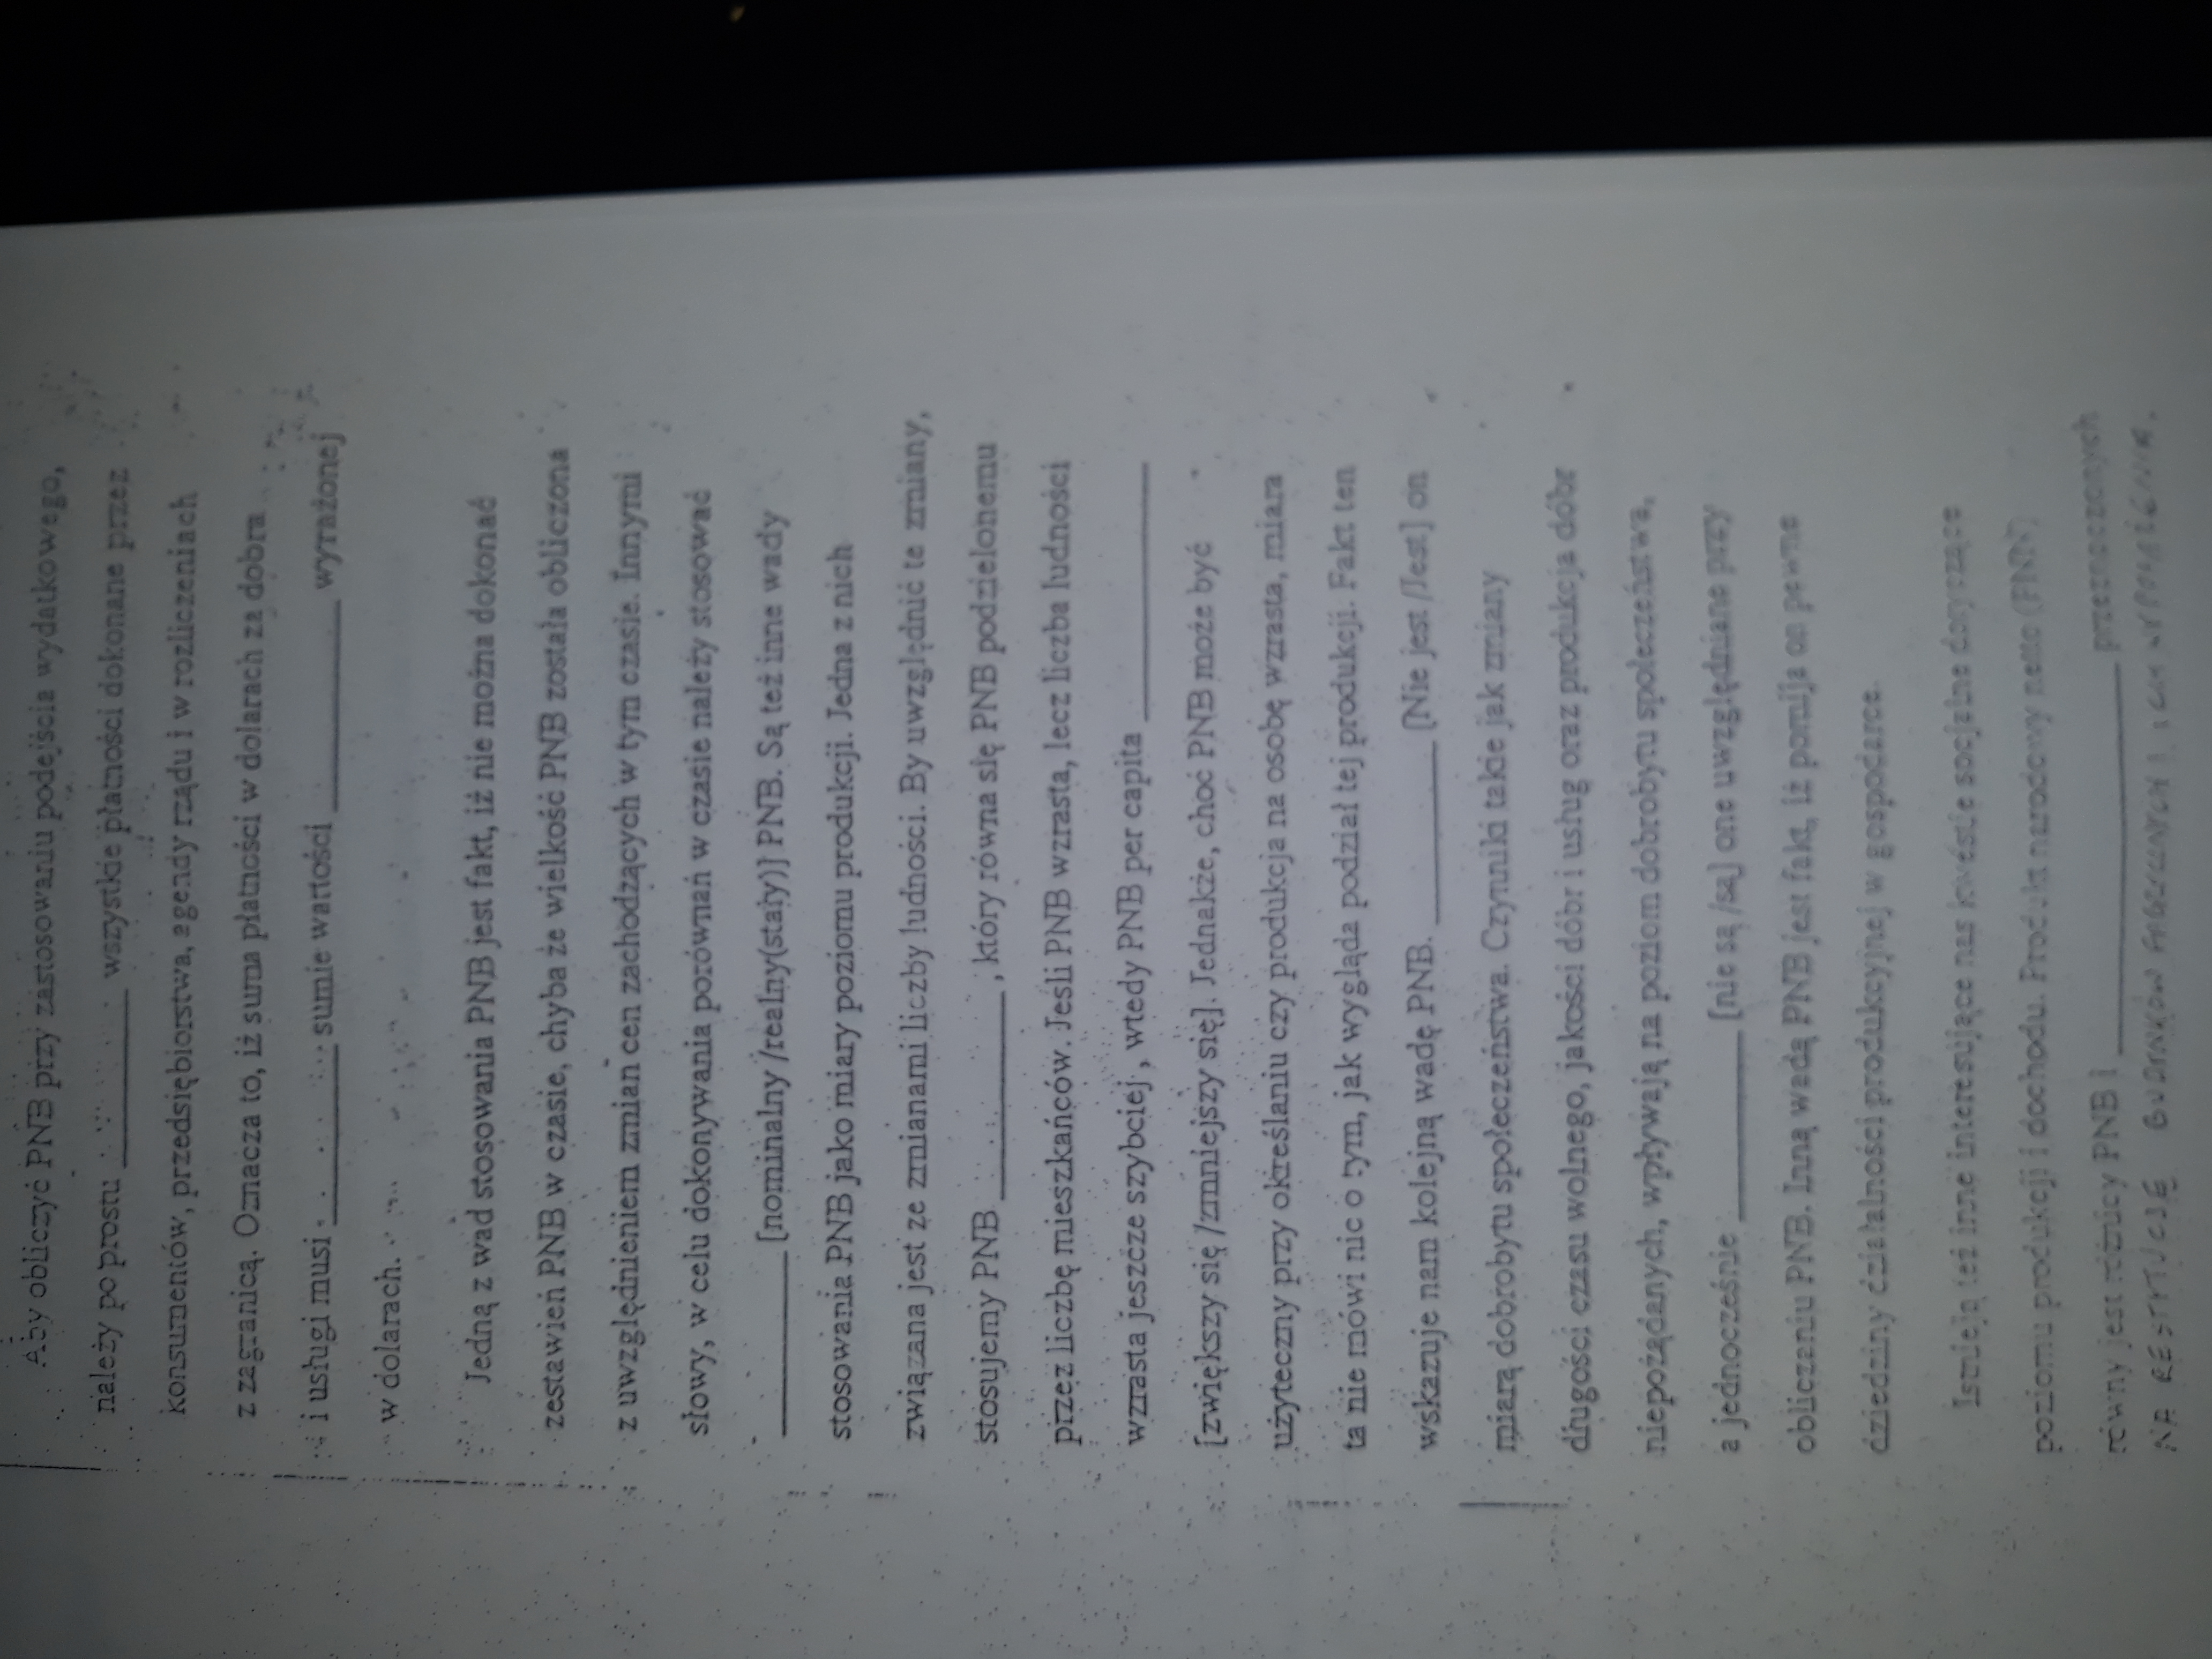 Aby obliczyć PNB przy zastosowaniu podejścia wydatkowego,
należy po prostu __________ wszystkie płatności dokonane przez
konsumentów, przedsiębiorstwa, agendy rządu i w rozliczeniach
z zagranicą. Oznacza to, iż suma płatności w dolarach za dobra
i usługi musi __________ sumie wartości __________ wyrażonej
w dolarach.
Jedną z wad stosowania PNB jest fakt, iż nie można dokonać
zestawień PNB w czasie, chyba że wielkość PNB została obliczona
z uwzględnieniem zmian cen zachodzących w tym czasie. Innymi
słowy, w celu dokonywania porównań w czasie należy stosować
__________ [nominalny /realny(stały)] PNB. Są też inne wady
stosowania PNB jako miary poziomu produkcji. Jedna z nich
związana jest ze zmianami liczby ludności. By uwzględnić te zmiany,
stosujemy PNB __________ , który równa się PNB podzielonemu
przez liczbę mieszkańców. Jeśli PNB wzrasta, lecz liczba ludności
wzrasta jeszcze szybciej , wtedy PNB per capita __________
[zwiększy się /zmniejszy się]. Jednakże, choć PNB może być
użyteczny przy określaniu czy produkcja na osobę wzrasta, miara
ta nie mówi nic o tym, jak wygląda podział tej produkcji. Fakt ten
wskazuje nam kolejną wadę PNB. __________ [Nie jest /Jest] on
miarą dobrobytu społeczeństwa. Czynniki takie jak zmiany
długości czasu wolnego, jakości dóbr i usług oraz produkcja dóbr
niepożądanych, wpływają na poziom dobrobytu społeczeństwa,
a jednocześnie __________ [nie są /są] one uwzględniane przy
obliczaniu PNB. Inną wadą PNB jest fakt, iż pomija on pewne
dziedziny działalności produkcyjnej w gospodarce.
Istnieją też inne interesujące nas kwestie socjalne dotyczące
poziomu produkcji i dochodu. Produkt narodowy netto (PNN)
równy jest różnicy PNB i __________ przeznaczonych
NA RESTYTUCJĘ BUDYNKÓW FABRYCZNYCH I ICH WYPOSAŻENIA.